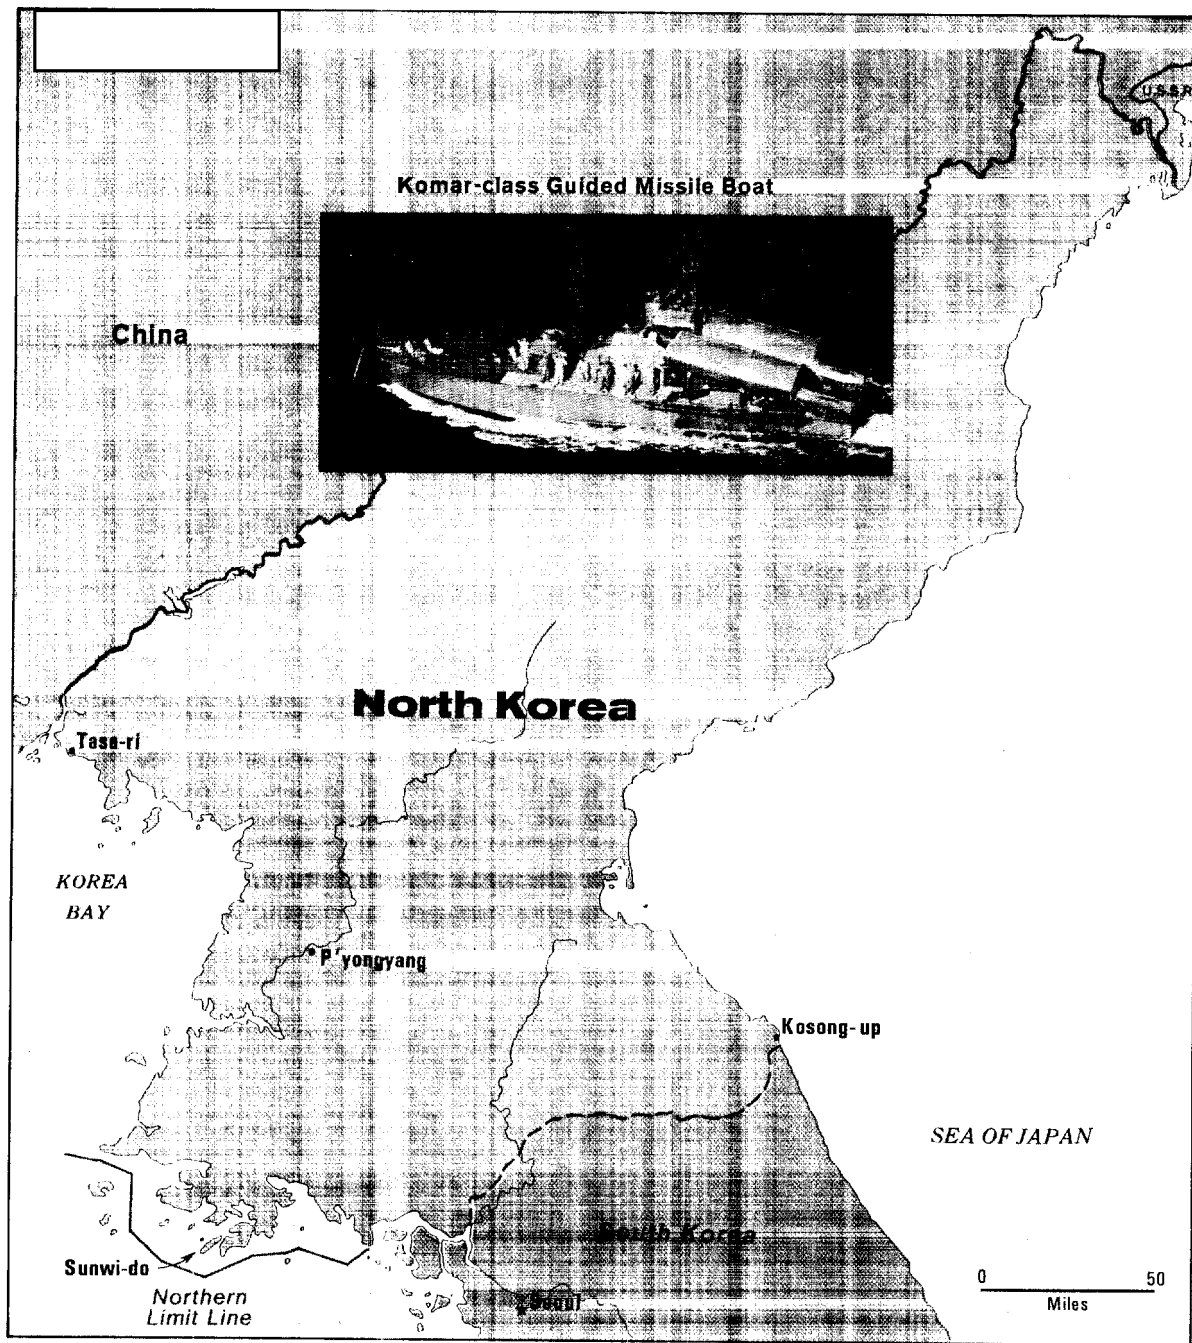 U.S.S.R
Komar-class Guided Missile Boat
China
North Korea
Tasa-ri
KOREA
BAY
P'yongyang
Kosong-up
SEA OF JAPAN
South Korea
Sunwi-do
Northern
Limit Line
Seoul
0 50
Miles